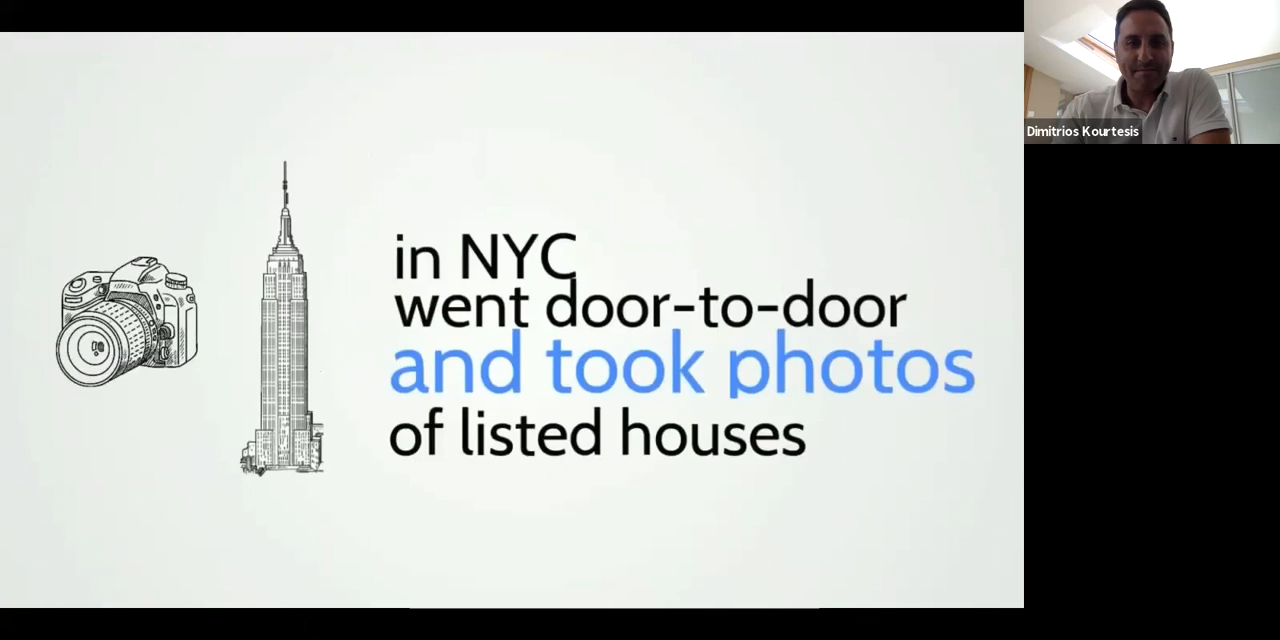 in NYC
went door-to-door
and took photos
of listed houses
Dimitrios Kourtesis